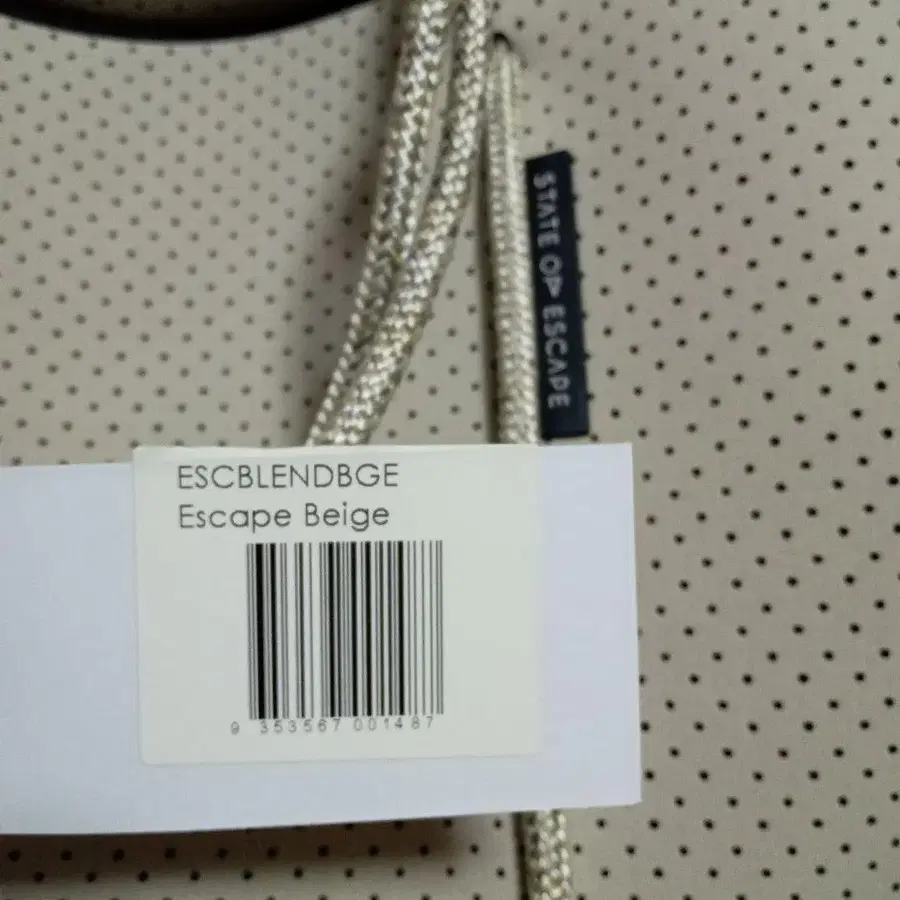 STATE OF ESCAPE
ESCBLENDBGE
Escape Beige
9 353567 001487